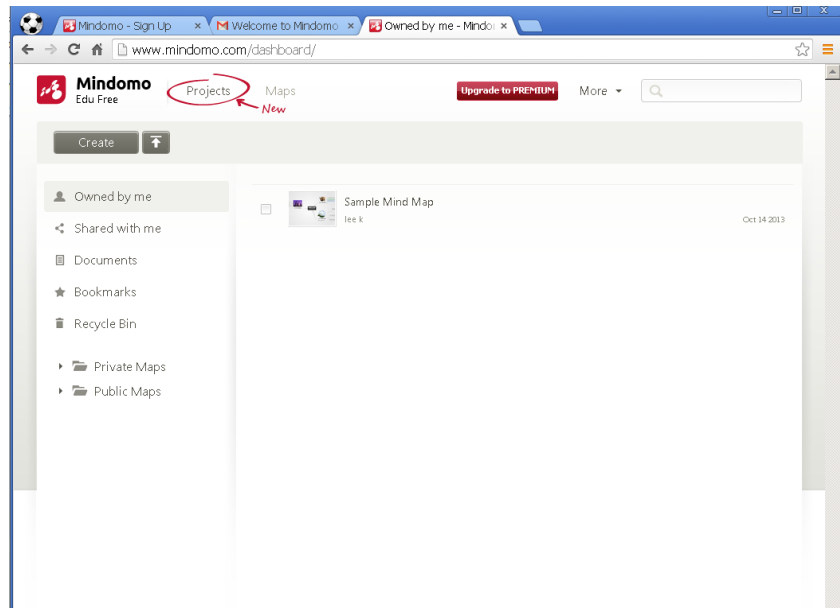 Mindomo - Sign Up
Welcome to Mindomo
Owned by me - Mindo
www.mindomo.com/dashboard/
Mindomo
Edu Free
Projects
Maps
New
Upgrade to PREMIUM
More
Create
Owned by me
Shared with me
Documents
Bookmarks
Recycle Bin
Private Maps
Public Maps
Sample Mind Map
lee k
Oct 14 2013